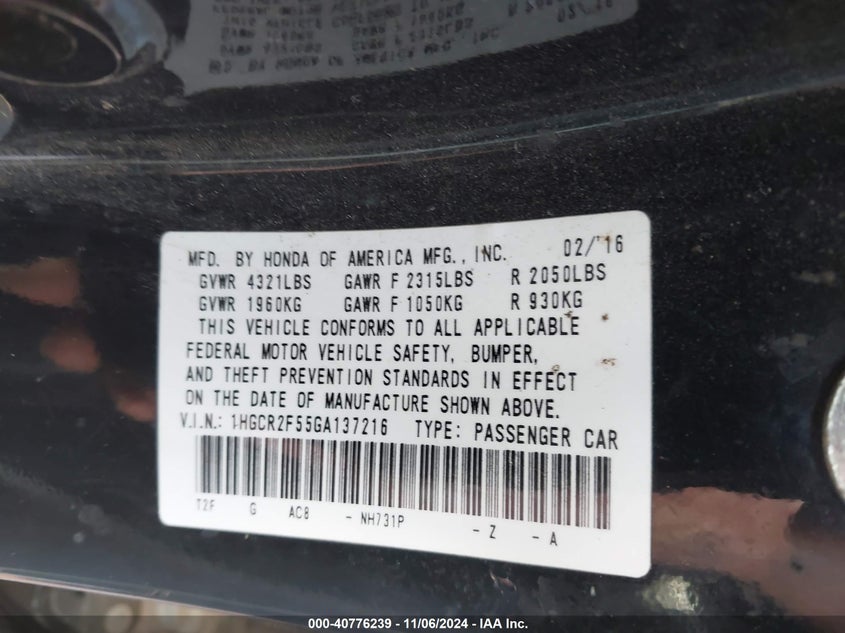 MFD. BY HONDA OF AMERICA MFG., INC. 02/'16
GVWR 4321LBS GAWR F 2315LBS R 2050LBS
GVWR 1960KG GAWR F 1050KG R 930KG
THIS VEHICLE CONFORMS TO ALL APPLICABLE
FEDERAL MOTOR VEHICLE SAFETY, BUMPER,
AND THEFT PREVENTION STANDARDS IN EFFECT
ON THE DATE OF MANUFACTURE SHOWN ABOVE.
V.I.N.: 1HGCR2F55GA137216 TYPE: PASSENGER CAR
T2F G AC8 - NH731P - Z - A
000-40776239 - 11/06/2024 - IAA Inc.